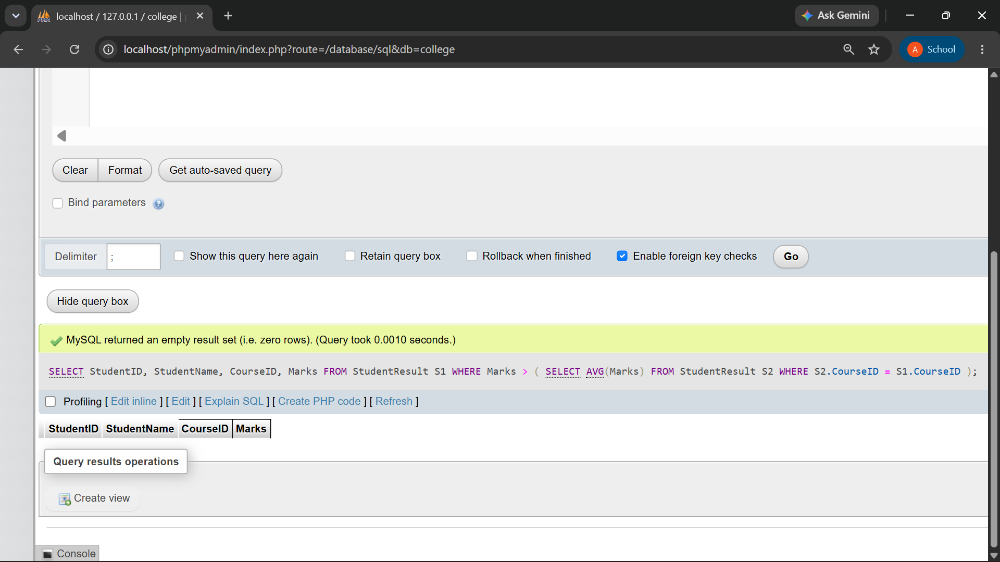 localhost / 127.0.0.1 / college |
Ask Gemini
localhost/phpmyadmin/index.php?route=/database/sql&db=college
A School
Clear Format Get auto-saved query
Bind parameters
Delimiter ; Show this query here again Retain query box Rollback when finished Enable foreign key checks Go
Hide query box
MySQL returned an empty result set (i.e. zero rows). (Query took 0.0010 seconds.)
SELECT StudentID, StudentName, CourseID, Marks FROM StudentResult S1 WHERE Marks > ( SELECT AVG(Marks) FROM StudentResult S2 WHERE S2.CourseID = S1.CourseID );
Profiling [ Edit inline ] [ Edit ] [ Explain SQL ] [ Create PHP code ] [ Refresh ]
StudentID StudentName CourseID Marks
Query results operations
Create view
Console